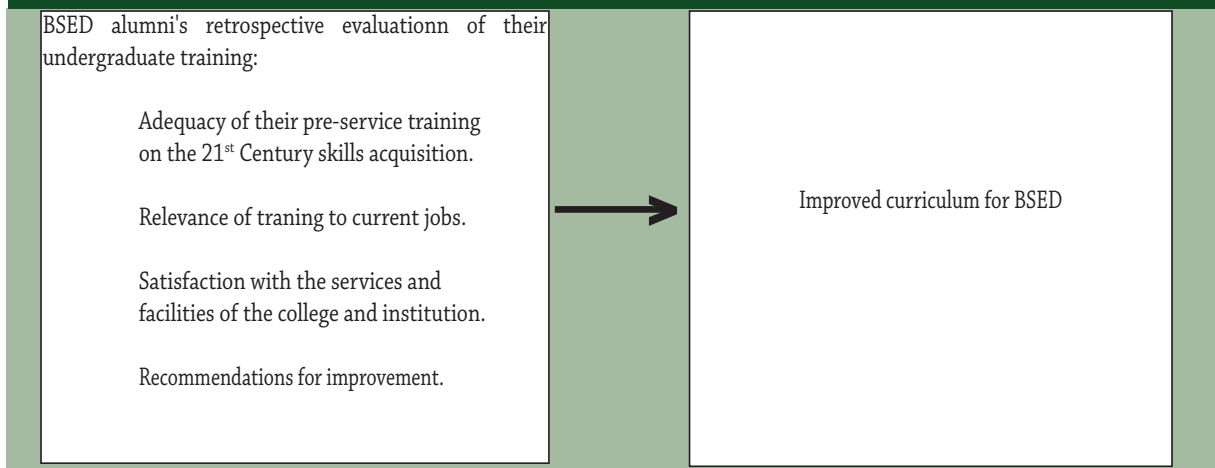 BSED alumni's retrospective evaluationn of their
undergraduate training:
Adequacy of their pre-service training
on the 21st Century skills acquisition.
Relevance of traning to current jobs.
Satisfaction with the services and
facilities of the college and institution.
Recommendations for improvement.
Improved curriculum for BSED